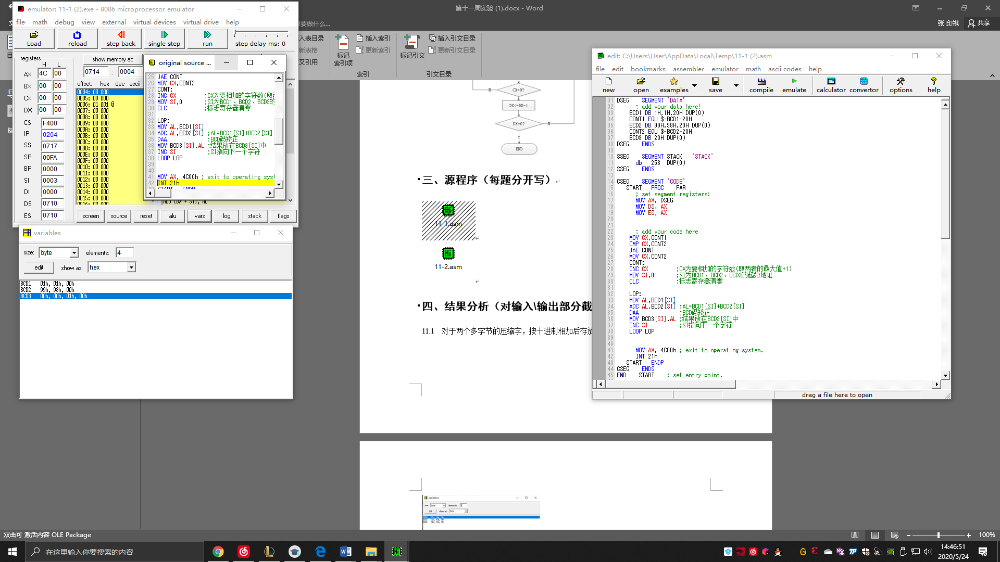 emulator: 11-1 (2).exe - 8086 microprocessor emulator
file math debug view external virtual devices virtual drive help
Load reload step back single step run step delay ms: 0
registers
H L
AX 4C 00
BX 00 00
CX 00 00
DX 00 00
CS F400
IP 0204
SS 0717
SP 00FA
BP 0000
SI 0003
DI 0000
DS 0710
ES 0710
show memory at:
0714 : 0004
offset: hex dec ascii
0004: 00 000
0005: 00 000
0006: 01 001
0007: 00 000
0008: 00 000
0009: 00 000
000A: 00 000
000B: 00 000
000C: 00 000
000D: 00 000
000E: 00 000
000F: 00 000
0010: 00 000
0011: 00 000
0012: 00 000
0013: 00 000
0014: 00 000
0015: 00 000
original source ...
25 JAE CONT
26 MOV CX,CONT2
27 CONT:
28 INC CX ;CX为要相加的字符数(取
29 MOV SI,0 ;SI为BCD1、BCD2、BCD3的
30 CLC ;标志寄存器清零
31
32 LOP:
33 MOV AL,BCD1[SI]
34 ADC AL,BCD2[SI] ;AL=BCD1[SI]+BCD2[SI]
35 DAA ;BCD码矫正
36 MOV BCD3[SI],AL ;结果放在BCD3[SI]中
37 INC SI ;SI指向下一个字符
38 LOOP LOP
39
40
41 MOV AX, 4C00h ; exit to operating syst
42 INT 21h
ADD [BX + SI], AL
screen source reset alu vars log stack flags
variables
size: byte elements: 4
edit show as: hex
BCD1 01h, 01h, 00h
BCD2 99h, 98h, 00h
BCD3 00h, 00h, 01h, 00h
第十一周实验 (1).docx - Word
要做什么...
张 印祺 共享
入表目录
新表格
叉引用
标记
索引项
插入索引
更新索引
索引
标记引文
插入引文目录
更新引文目录
引文目录
N CX=0?
DX<=DX-1
DX=0? N
Y
END
三、源程序（每题分开写）
11-1.asm
11-2.asm
四、结果分析（对输入\输出部分截
11.1 对于两个多字节的压缩字，按十进制相加后存放
variables
edit: C:\Users\User\AppData\Local\Temp\11-1 (2).asm
file edit bookmarks assembler emulator math ascii codes help
new open examples save compile emulate calculator convertor options help
01 DSEG SEGMENT 'DATA'
02 ; add your data here!
03 BCD1 DB 1H,1H,20H DUP(0)
04 CONT1 EQU $-BCD1-20H
05 BCD2 DB 99H,98H,20H DUP(0)
06 CONT2 EQU $-BCD2-20H
07 BCD3 DB 20H DUP(0)
08 DSEG ENDS
09
10 SSEG SEGMENT STACK 'STACK'
11 db 256 DUP(0)
12 SSEG ENDS
13
14 CSEG SEGMENT 'CODE'
15 START PROC FAR
16 ; set segment registers:
17 MOV AX, DSEG
18 MOV DS, AX
19 MOV ES, AX
20
21
22 ; add your code here
23 MOV CX,CONT1
24 CMP CX,CONT2
25 JAE CONT
26 MOV CX,CONT2
27 CONT:
28 INC CX ;CX为要相加的字符数(取两者的最大值+1)
29 MOV SI,0 ;SI为BCD1、BCD2、BCD3的起始地址
30 CLC ;标志寄存器清零
31
32 LOP:
33 MOV AL,BCD1[SI]
34 ADC AL,BCD2[SI] ;AL=BCD1[SI]+BCD2[SI]
35 DAA ;BCD码矫正
36 MOV BCD3[SI],AL ;结果放在BCD3[SI]中
37 INC SI ;SI指向下一个字符
38 LOOP LOP
39
40
41 MOV AX, 4C00h ; exit to operating system.
42 INT 21h
43 START ENDP
44 CSEG ENDS
45 END START ; set entry point.
drag a file here to open
双击可 激活内容 OLE Package
100%
在这里输入你要搜索的内容
14:46:51
2020/5/24